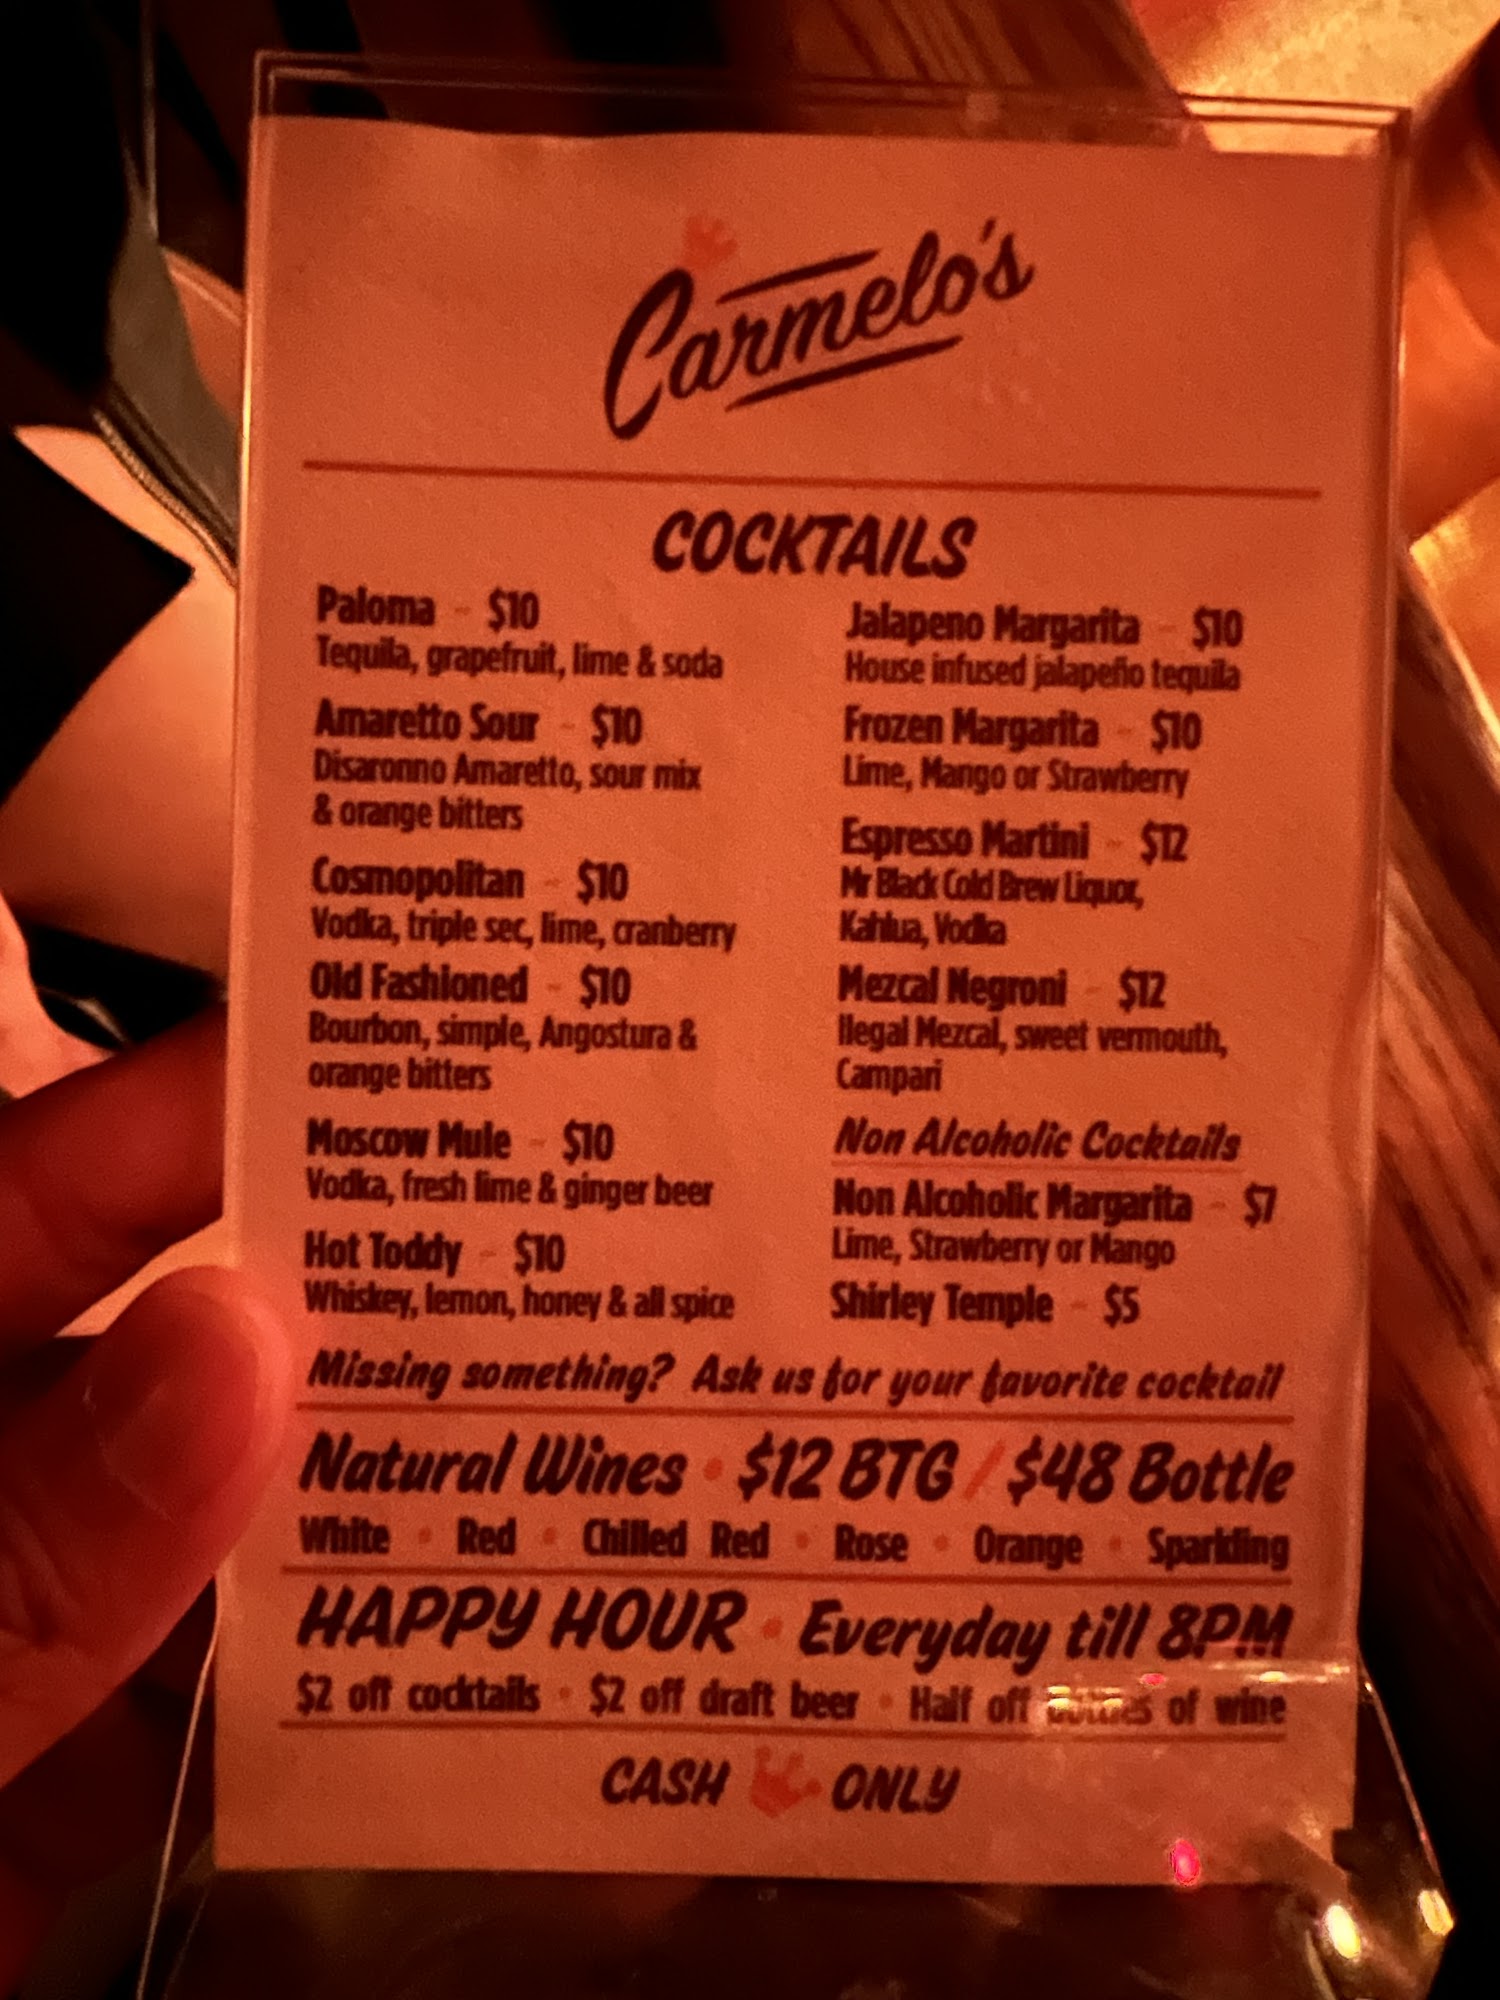 Carmelo's
COCKTAILS
Paloma - $10
Tequila, grapefruit, lime & soda
Amaretto Sour - $10
Disaronno Amaretto, sour mix
& orange bitters
Cosmopolitan - $10
Vodka, triple sec, lime, cranberry
Old Fashioned - $10
Bourbon, simple, Angostura &
orange bitters
Moscow Mule - $10
Vodka, fresh lime & ginger beer
Hot Toddy - $10
Whiskey, lemon, honey & all spice
Jalapeno Margarita - $10
House infused jalapeño tequila
Frozen Margarita - $10
Lime, Mango or Strawberry
Espresso Martini - $12
Mr Black Cold Brew Liquor,
Kahlua, Vodka
Mezcal Negroni - $12
Ilegal Mezcal, sweet vermouth,
Campari
Non Alcoholic Cocktails
Non Alcoholic Margarita - $7
Lime, Strawberry or Mango
Shirley Temple - $5
Missing something? Ask us for your favorite cocktail
Natural Wines • $12 BTG / $48 Bottle
White • Red • Chilled Red • Rose • Orange • Sparkling
HAPPY HOUR • Everyday till 8PM
$2 off cocktails • $2 off draft beer • Half off bottles of wine
CASH ONLY